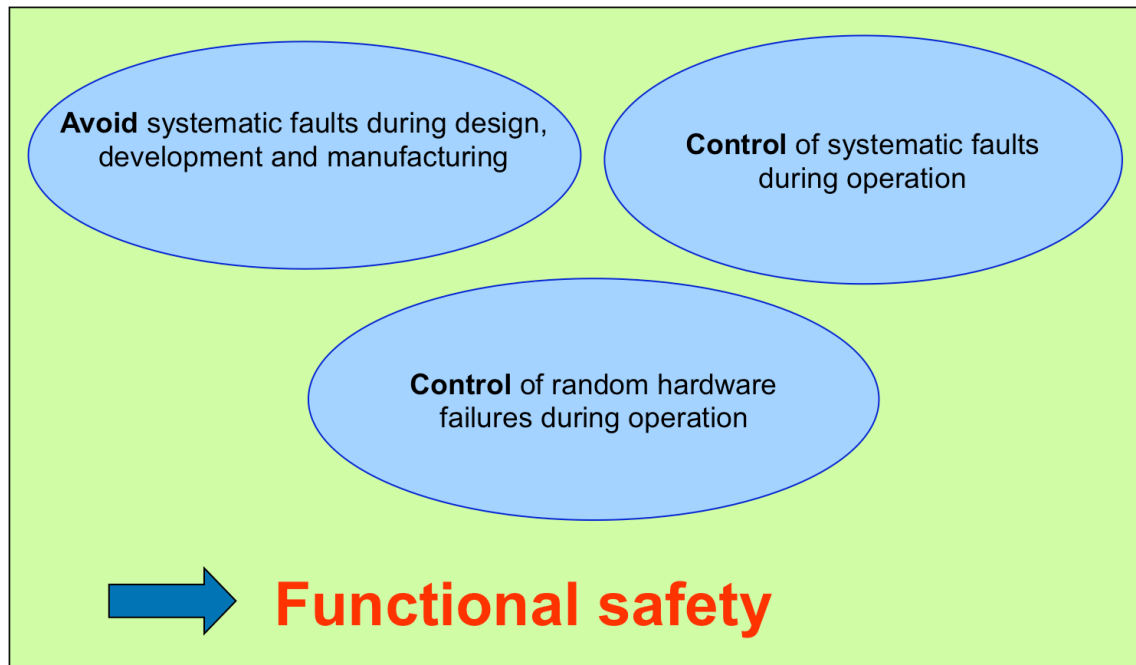 Avoid systematic faults during design,
development and manufacturing
Control of systematic faults
during operation
Control of random hardware
failures during operation
Functional safety